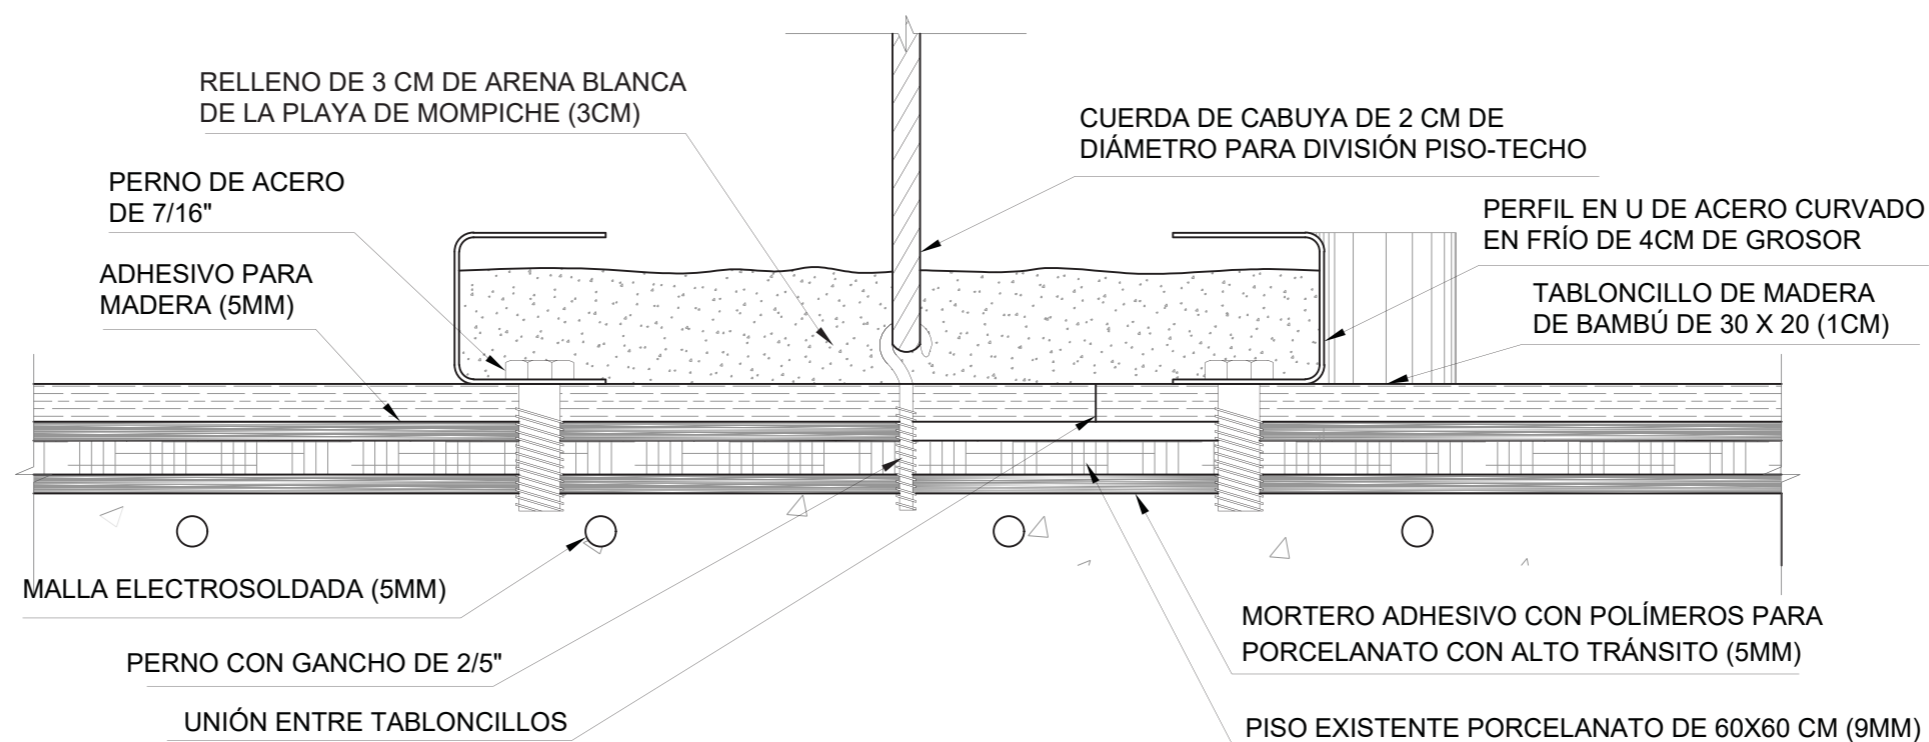 RELLENO DE 3 CM DE ARENA BLANCA
DE LA PLAYA DE MOMPICHE (3CM)
CUERDA DE CABUYA DE 2 CM DE
DIÁMETRO PARA DIVISIÓN PISO-TECHO
PERNO DE ACERO
DE 7/16"
PERFIL EN U DE ACERO CURVADO
EN FRÍO DE 4CM DE GROSOR
ADHESIVO PARA
MADERA (5MM)
TABLONCILLO DE MADERA
DE BAMBÚ DE 30 X 20 (1CM)
MALLA ELECTROSOLDADA (5MM)
MORTERO ADHESIVO CON POLÍMEROS PARA
PORCELANATO CON ALTO TRÁNSITO (5MM)
PERNO CON GANCHO DE 2/5"
UNIÓN ENTRE TABLONCILLOS
PISO EXISTENTE PORCELANATO DE 60X60 CM (9MM)